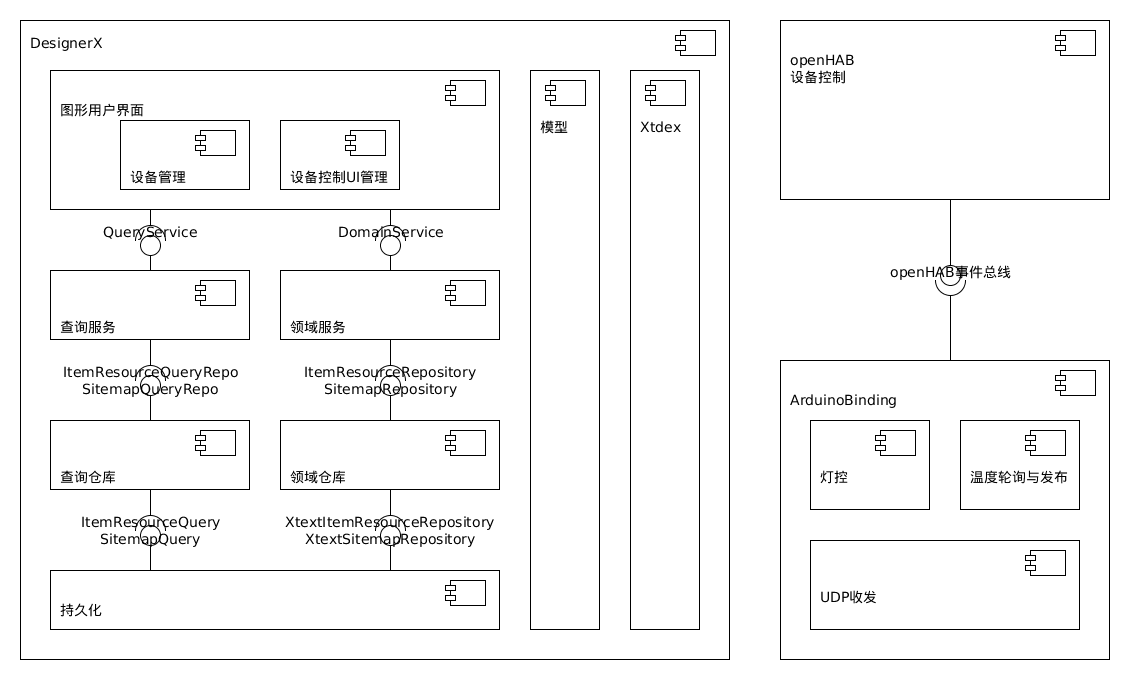 DesignerX
图形用户界面
设备管理
设备控制UI管理
QueryService
DomainService
查询服务
领域服务
ItemResourceQueryRepo
SitemapQueryRepo
ItemResourceRepository
SitemapRepository
查询仓库
领域仓库
ItemResourceQuery
SitemapQuery
XtextItemResourceRepository
XtextSitemapRepository
持久化
模型
Xtdex
openHAB
设备控制
openHAB事件总线
ArduinoBinding
灯控
温度轮询与发布
UDP收发